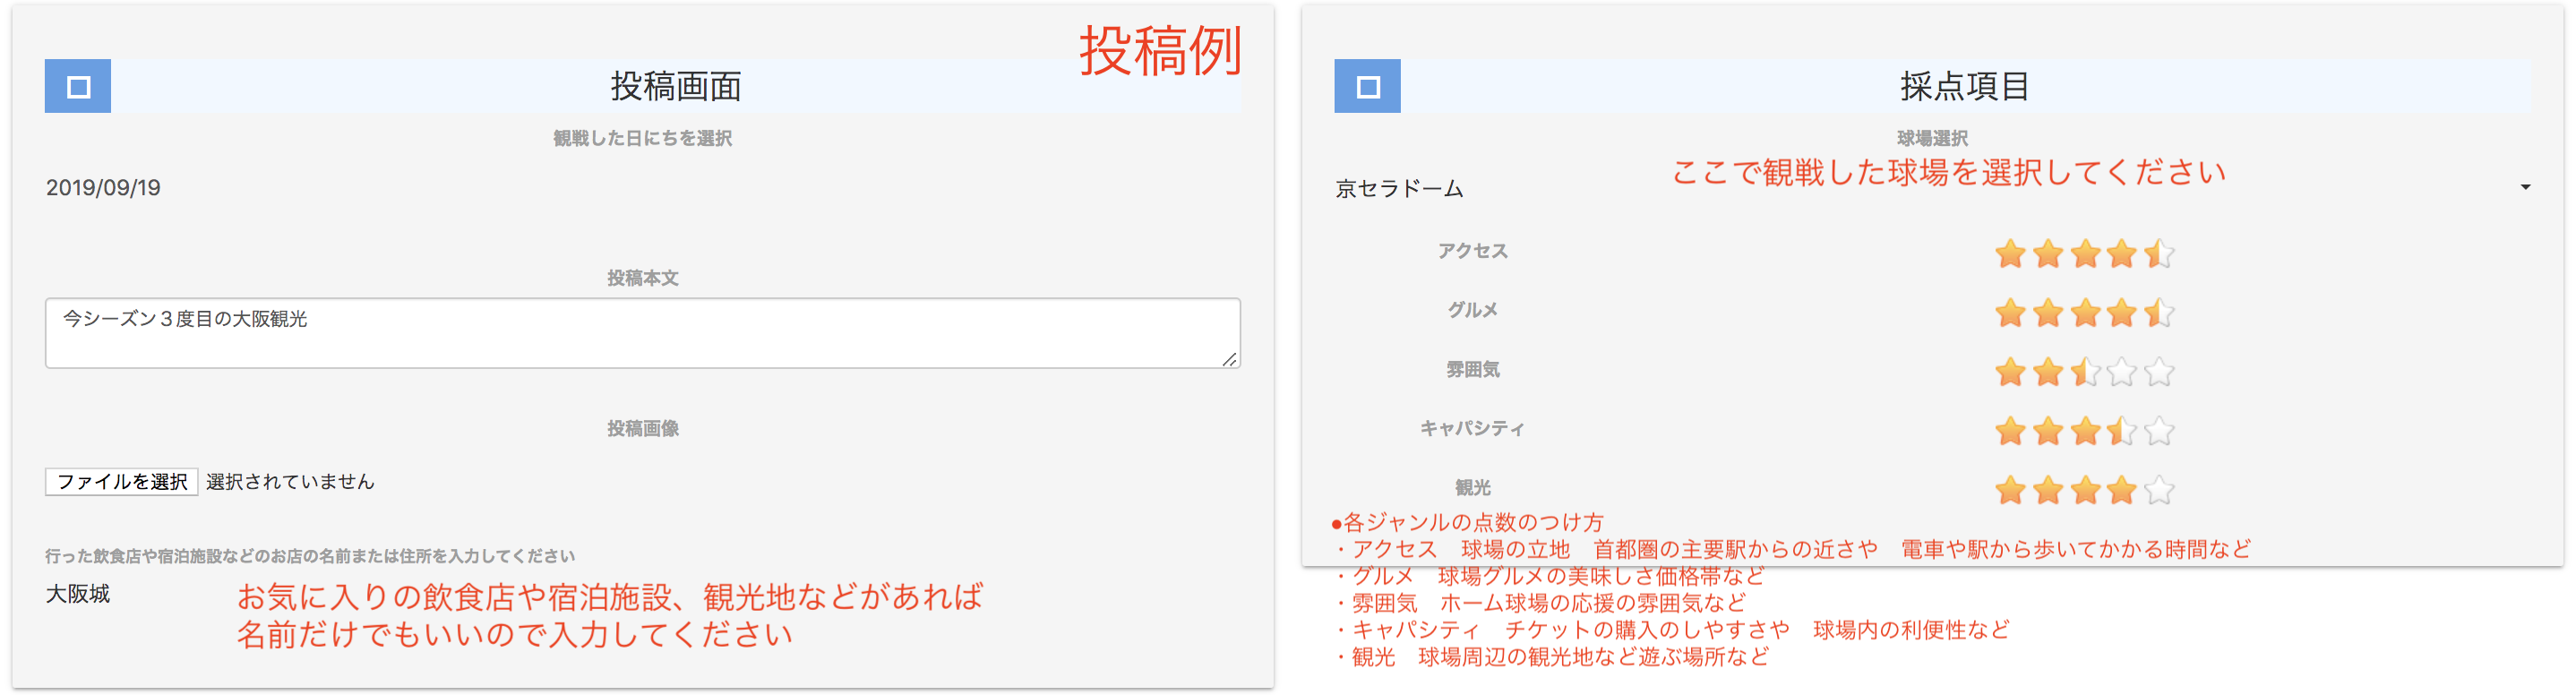 投稿例
投稿画面
観戦した日にちを選択
2019/09/19
投稿本文
今シーズン３度目の大阪観光
投稿画像
ファイルを選択 選択されていません
行った飲食店や宿泊施設などのお店の名前または住所を入力してください
大阪城
お気に入りの飲食店や宿泊施設、観光地などがあれば
名前だけでもいいので入力してください
採点項目
球場選択
ここで観戦した球場を選択してください
京セラドーム
アクセス
グルメ
雰囲気
キャパシティ
観光
●各ジャンルの点数のつけ方
・アクセス　球場の立地　首都圏の主要駅からの近さや　電車や駅から歩いてかかる時間など
・グルメ　球場グルメの美味しさ価格帯など
・雰囲気　ホーム球場の応援の雰囲気など
・キャパシティ　チケットの購入のしやすさや　球場内の利便性など
・観光　球場周辺の観光地など遊ぶ場所など